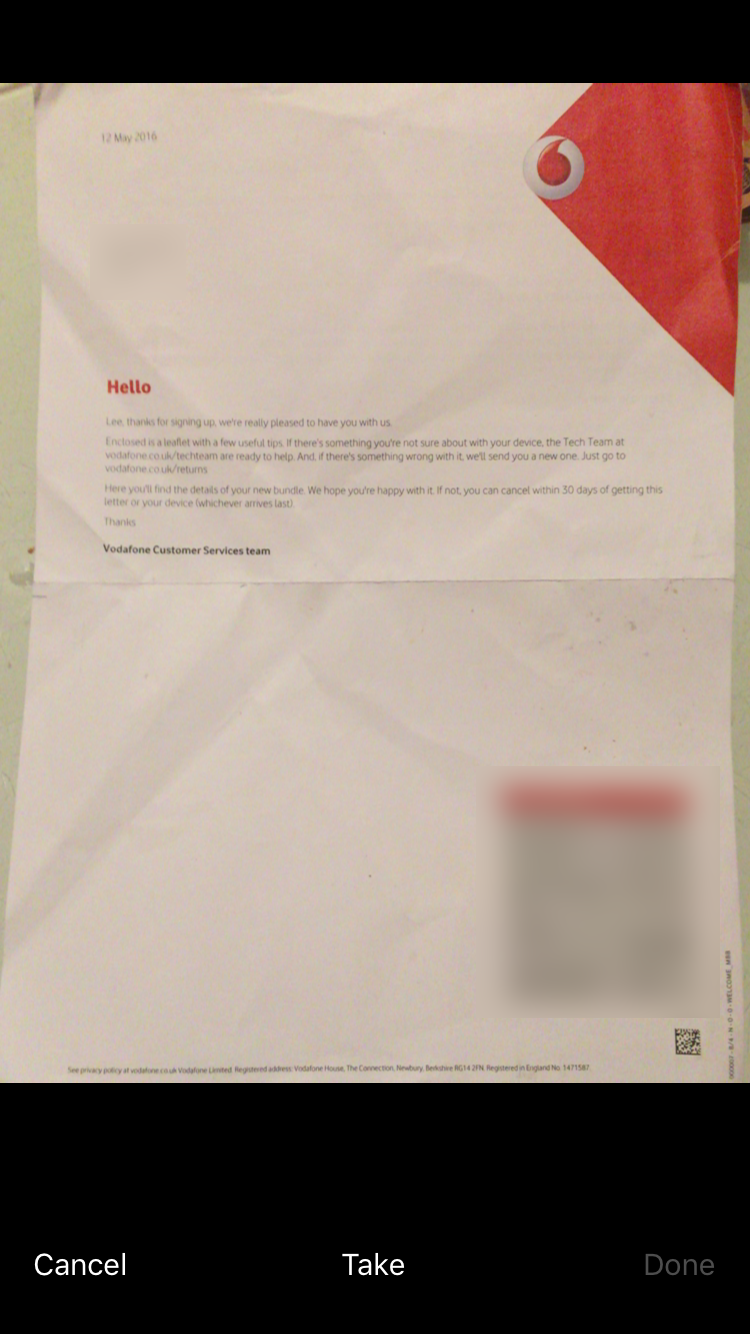 12 May 2016
Hello
Lee, thanks for signing up, we're really pleased to have you with us.
Enclosed is a leaflet with a few useful tips. If there's something you're not sure about with your device, the Tech Team at
vodafone.co.uk/techteam are ready to help. And, if there's something wrong with it, we'll send you a new one. Just go to
vodafone.co.uk/returns
Here you'll find the details of your new bundle. We hope you're happy with it. If not, you can cancel within 30 days of getting this
letter or your device (whichever arrives last).
Thanks
Vodafone Customer Services team
See privacy policy at vodafone.co.uk Vodafone Limited. Registered address: Vodafone House, The Connection, Newbury, Berkshire RG14 2FN. Registered in England No: 1471587.
Cancel
Take
Done